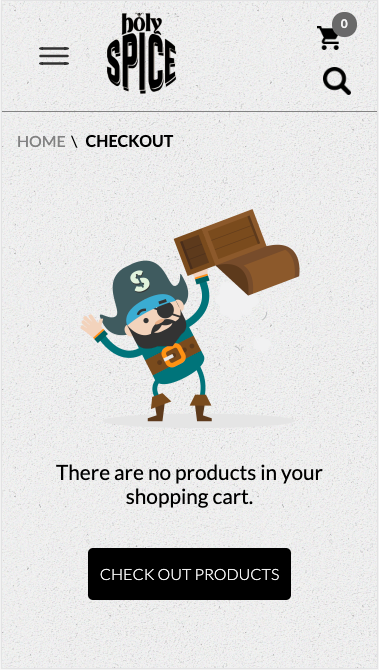 holy
SPICE
0
HOME \ CHECKOUT
S
There are no products in your
shopping cart.
CHECK OUT PRODUCTS